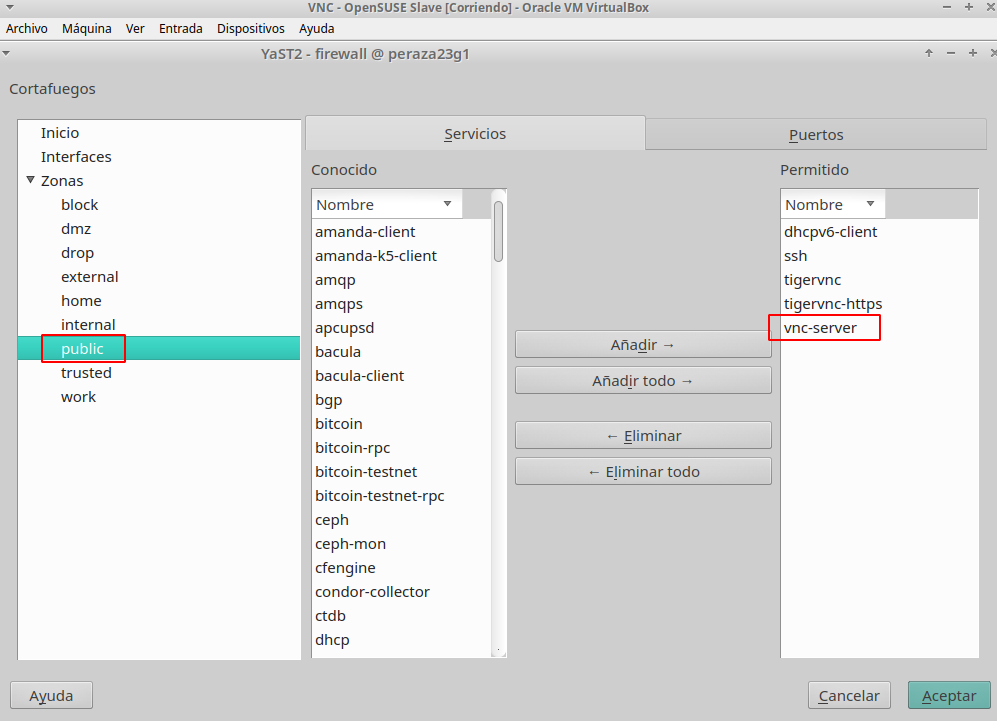 VNC - OpenSUSE Slave [Corriendo] - Oracle VM VirtualBox
Archivo Máquina Ver Entrada Dispositivos Ayuda
YaST2 - firewall @ peraza23g1
Cortafuegos
Inicio
Interfaces
Zonas
block
dmz
drop
external
home
internal
public
trusted
work
Servicios
Puertos
Conocido
Nombre
amanda-client
amanda-k5-client
amqp
amqps
apcupsd
bacula
bacula-client
bgp
bitcoin
bitcoin-rpc
bitcoin-testnet
bitcoin-testnet-rpc
ceph
ceph-mon
cfengine
condor-collector
ctdb
dhcp
Añadir →
Añadir todo →
← Eliminar
← Eliminar todo
Permitido
Nombre
dhcpv6-client
ssh
tigervnc
tigervnc-https
vnc-server
Ayuda
Cancelar
Aceptar